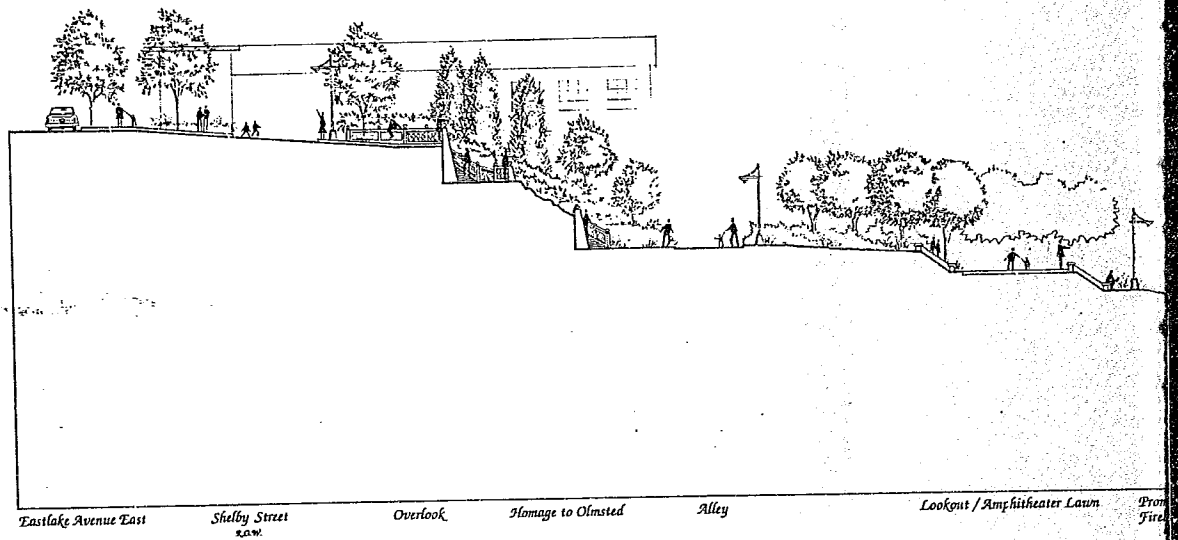 Eastlake Avenue East
Shelby Street
R.O.W.
Overlook
Homage to Olmsted
Alley
Lookout / Amphitheater Lawn